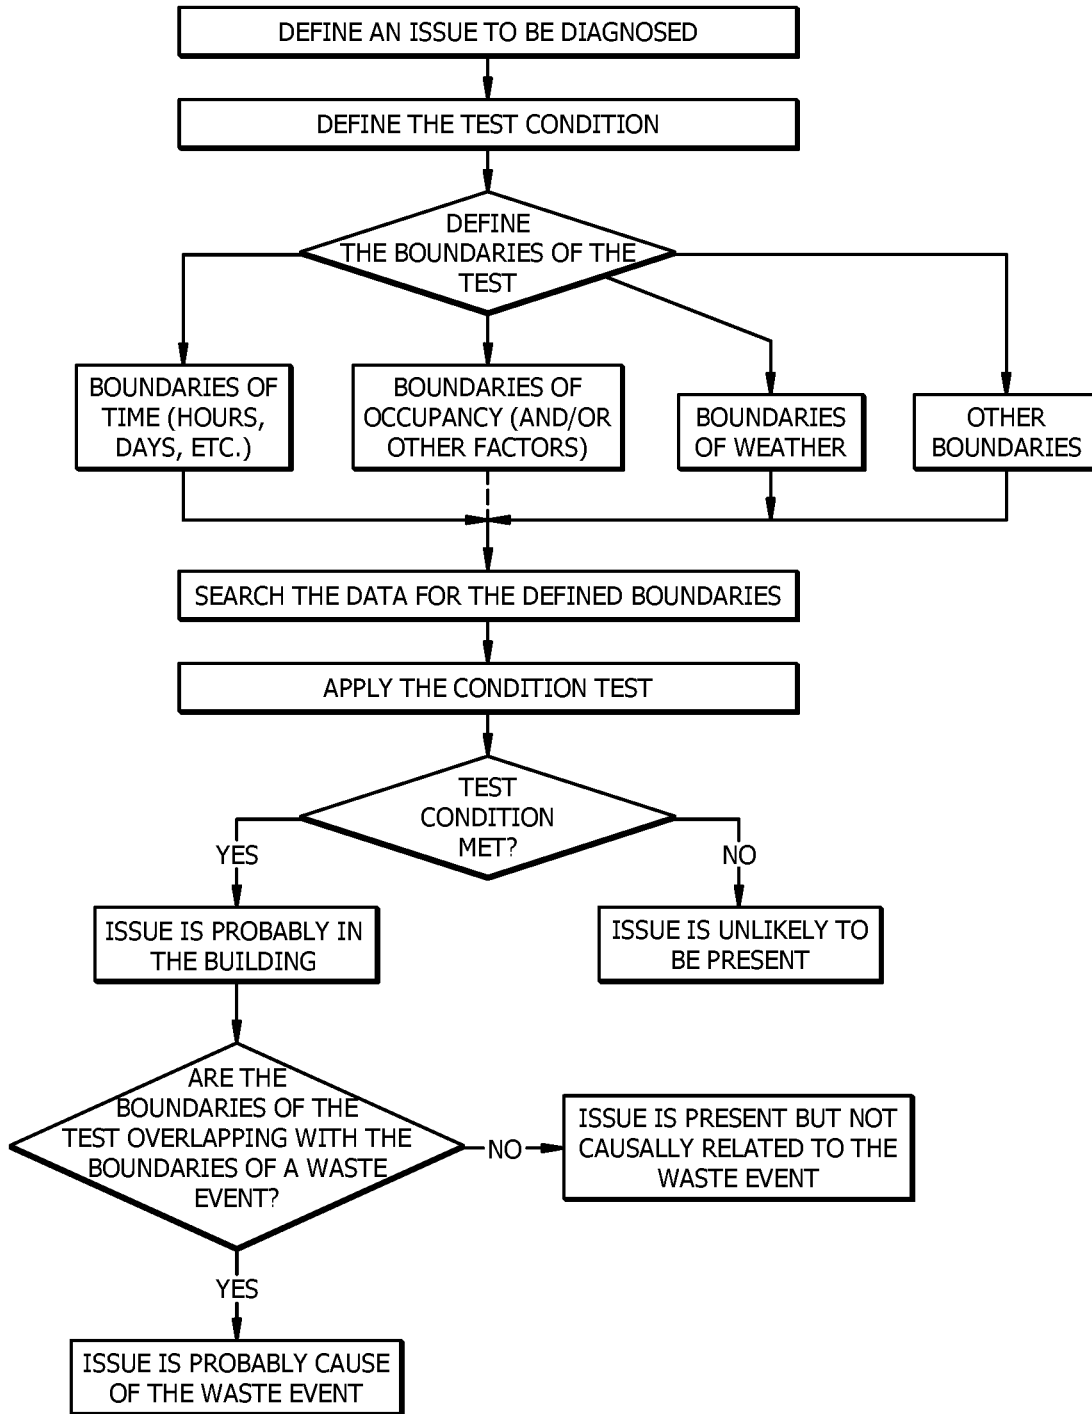 DEFINE AN ISSUE TO BE DIAGNOSED
DEFINE THE TEST CONDITION
DEFINE
THE BOUNDARIES OF THE
TEST
BOUNDARIES OF
TIME (HOURS,
DAYS, ETC.)
BOUNDARIES OF
OCCUPANCY (AND/OR
OTHER FACTORS)
BOUNDARIES
OF WEATHER
OTHER
BOUNDARIES
SEARCH THE DATA FOR THE DEFINED BOUNDARIES
APPLY THE CONDITION TEST
TEST
CONDITION
MET?
YES
NO
ISSUE IS PROBABLY IN
THE BUILDING
ISSUE IS UNLIKELY TO
BE PRESENT
ARE THE
BOUNDARIES OF THE
TEST OVERLAPPING WITH THE
BOUNDARIES OF A WASTE
EVENT?
NO
ISSUE IS PRESENT BUT NOT
CAUSALLY RELATED TO THE
WASTE EVENT
YES
ISSUE IS PROBABLY CAUSE
OF THE WASTE EVENT